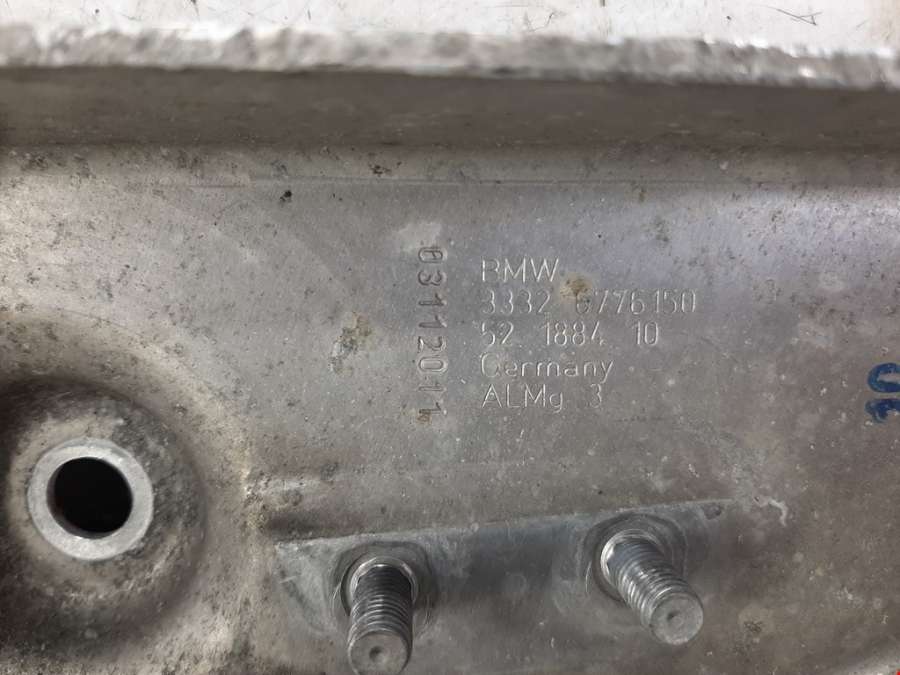 03112011
BMW
3332 6776150
52 1884 10
Germany
ALMg 3